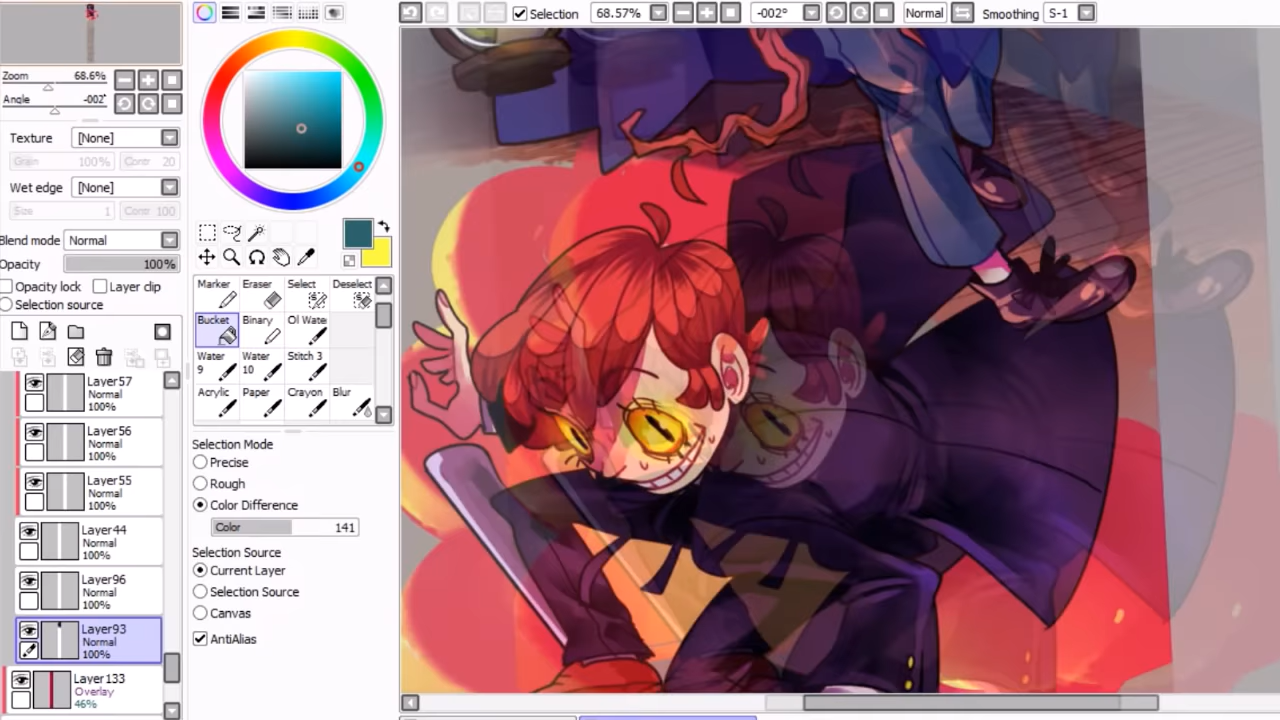 Zoom 68.6%
Angle -002°
Texture [None]
Grain 100% Contr 20
Wet edge [None]
Size 1 Contr 100
Blend mode Normal
Opacity 100%
Opacity lock Layer clip
Selection source
Layer57
Normal
100%
Layer56
Normal
100%
Layer55
Normal
100%
Layer44
Normal
100%
Layer96
Normal
100%
Layer93
Normal
100%
Layer133
Overlay
46%
Marker Eraser Select Deselect
Bucket Binary Ol Wate
Water 9 Water 10 Stitch 3
Acrylic Paper Crayon Blur
Selection Mode
Precise
Rough
Color Difference
Color 141
Selection Source
Current Layer
Selection Source
Canvas
AntiAlias
Selection 68.57% -002° Normal Smoothing S-1